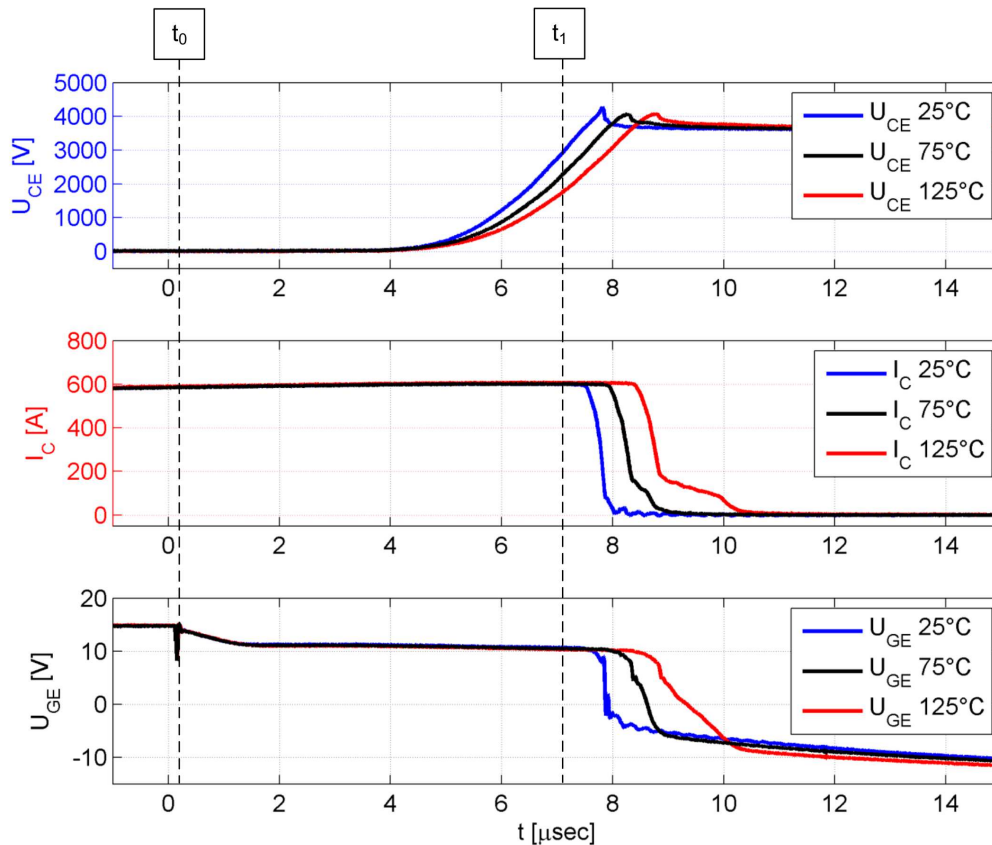 t0
t1
5000
4000
3000
2000
1000
0
UCE [V]
UCE 25°C
UCE 75°C
UCE 125°C
0 2 4 6 8 10 12 14
800
600
400
200
0
IC [A]
IC 25°C
IC 75°C
IC 125°C
0 2 4 6 8 10 12 14
20
10
0
-10
UGE [V]
UGE 25°C
UGE 75°C
UGE 125°C
0 2 4 6 8 10 12 14
t [μsec]